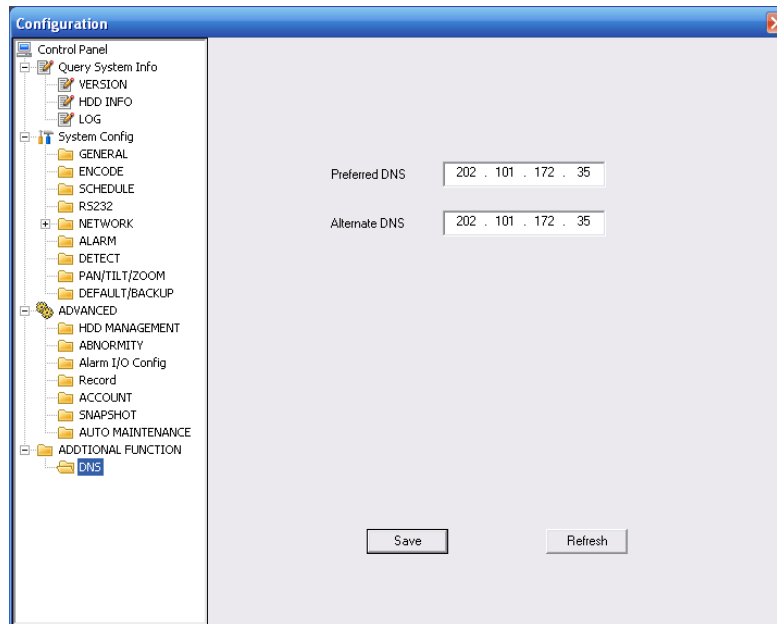 Configuration
Control Panel
Query System Info
VERSION
HDD INFO
LOG
System Config
GENERAL
ENCODE
SCHEDULE
RS232
NETWORK
ALARM
DETECT
PAN/TILT/ZOOM
DEFAULT/BACKUP
ADVANCED
HDD MANAGEMENT
ABNORMITY
Alarm I/O Config
Record
ACCOUNT
SNAPSHOT
AUTO MAINTENANCE
ADDTIONAL FUNCTION
DNS
Preferred DNS 202 . 101 . 172 . 35
Alternate DNS 202 . 101 . 172 . 35
Save Refresh